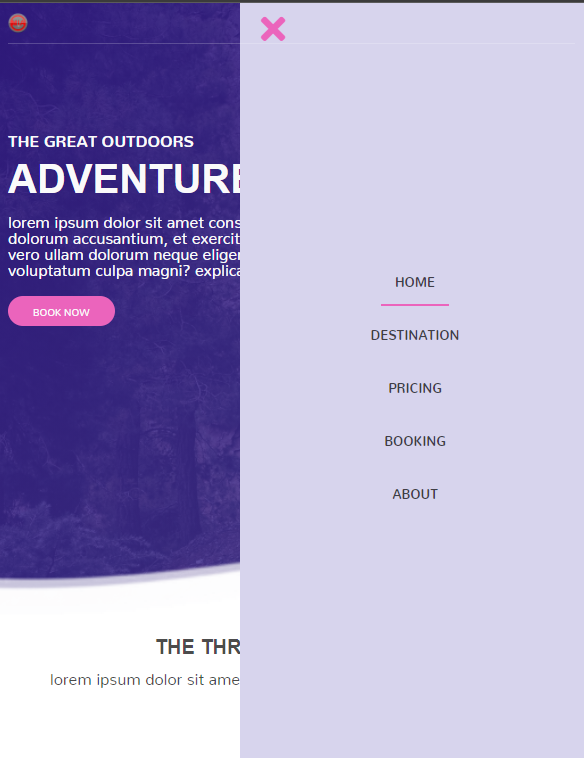 THE GREAT OUTDOORS
ADVENTURE
lorem ipsum dolor sit amet cons
dolorum accusantium, et exercit
vero ullam dolorum neque elige
voluptatum culpa magni? explica
BOOK NOW
HOME
DESTINATION
PRICING
BOOKING
ABOUT
THE THR
lorem ipsum dolor sit ame